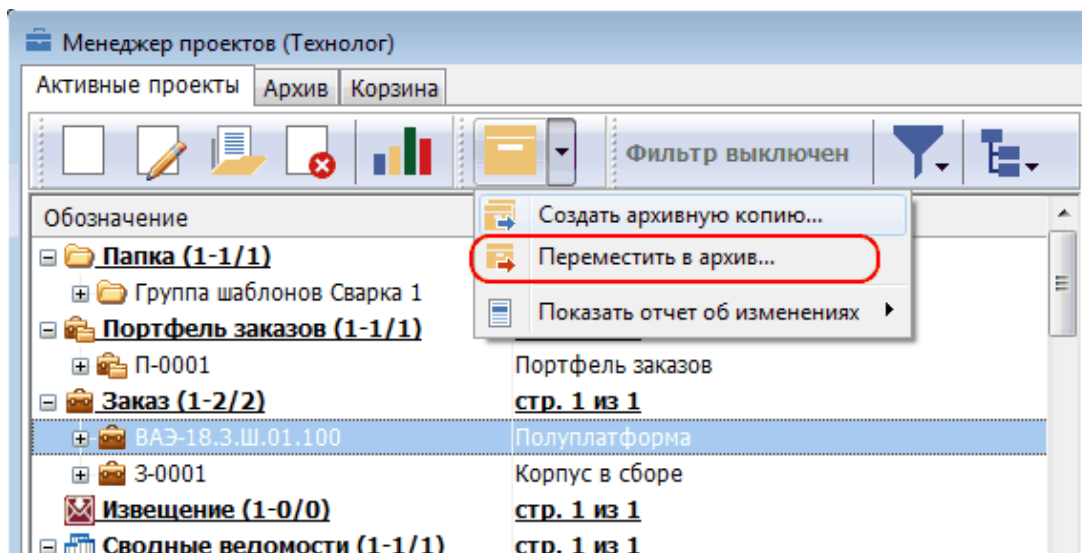 Менеджер проектов (Технолог)
Активные проекты Архив Корзина
Фильтр выключен
Обозначение
Создать архивную копию...
Переместить в архив...
Показать отчет об изменениях
Папка (1-1/1)
Группа шаблонов Сварка 1
Портфель заказов (1-1/1)
П-0001 Портфель заказов
Заказ (1-2/2) стр. 1 из 1
ВАЭ-18.3.Ш.01.100 Полуплатформа
З-0001 Корпус в сборе
Извещение (1-0/0) стр. 1 из 1
Сводные ведомости (1-1/1) стр. 1 из 1